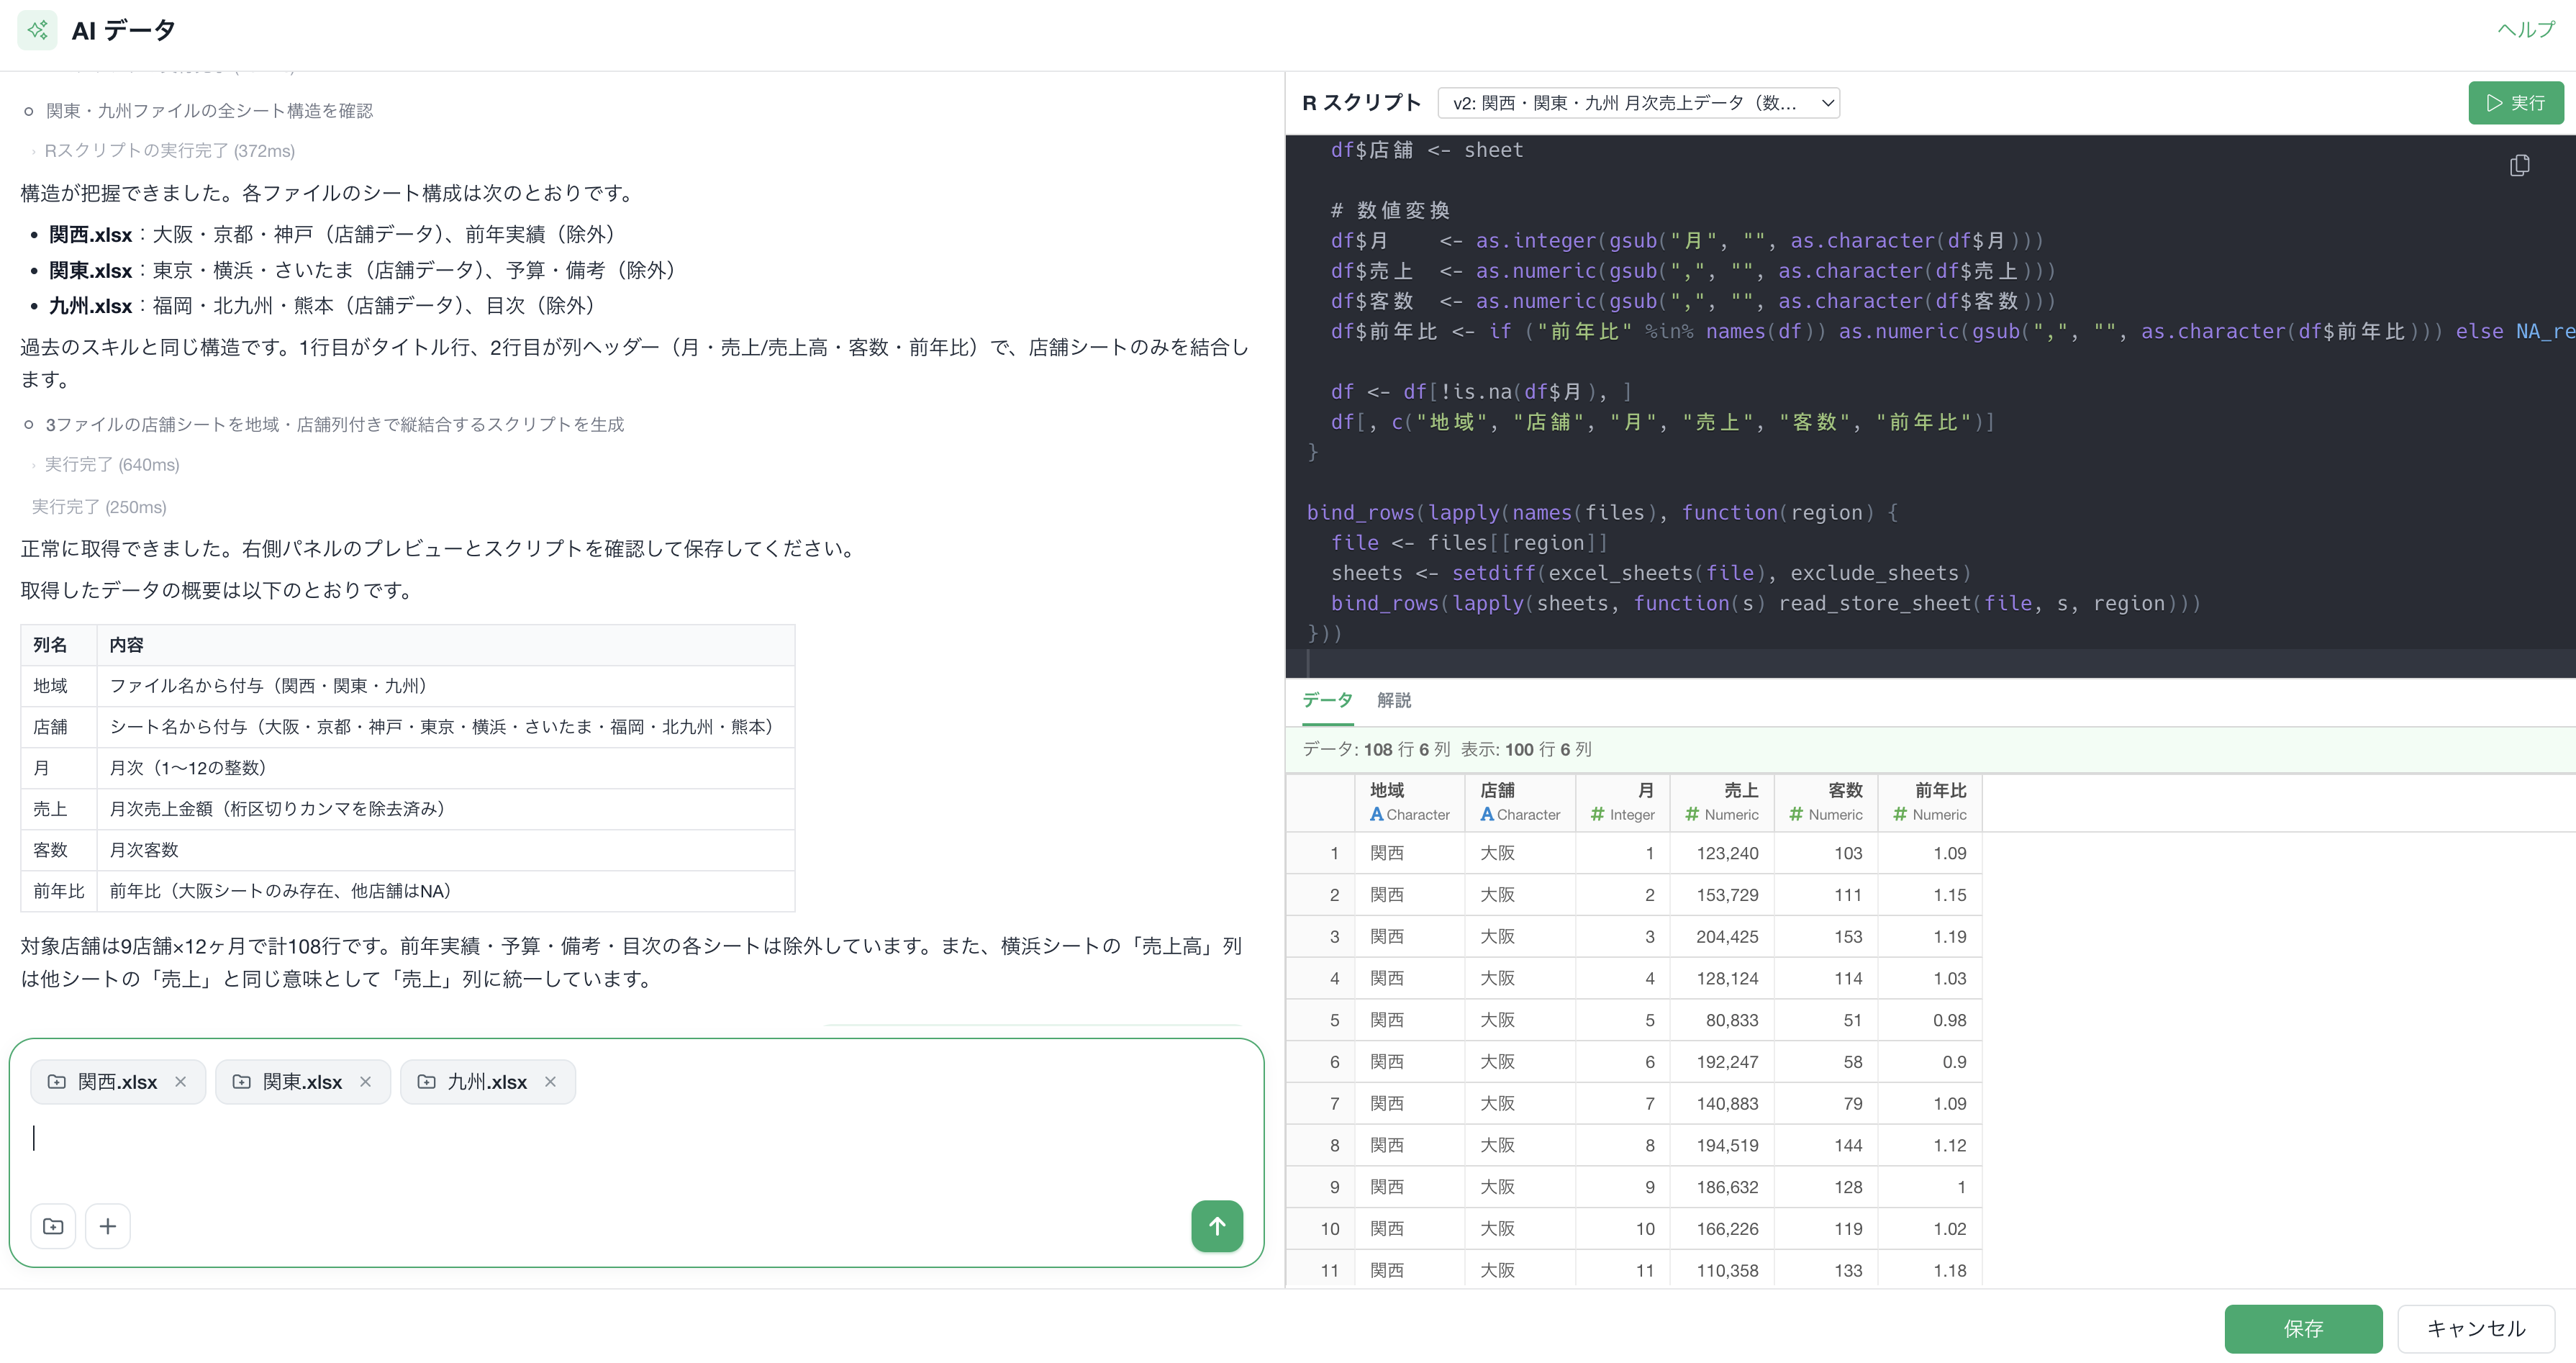 AI データ
ヘルプ
関東・九州ファイルの全シート構造を確認
Rスクリプトの実行完了 (372ms)
構造が把握できました。各ファイルのシート構成は次のとおりです。
関西.xlsx：大阪・京都・神戸（店舗データ）、前年実績（除外）
関東.xlsx：東京・横浜・さいたま（店舗データ）、予算・備考（除外）
九州.xlsx：福岡・北九州・熊本（店舗データ）、目次（除外）
過去のスキルと同じ構造です。1行目がタイトル行、2行目が列ヘッダー（月・売上/売上高・客数・前年比）で、店舗シートのみを結合し
ます。
3ファイルの店舗シートを地域・店舗列付きで縦結合するスクリプトを生成
実行完了 (640ms)
実行完了 (250ms)
正常に取得できました。右側パネルのプレビューとスクリプトを確認して保存してください。
取得したデータの概要は以下のとおりです。
列名 内容
地域 ファイル名から付与（関西・関東・九州）
店舗 シート名から付与（大阪・京都・神戸・東京・横浜・さいたま・福岡・北九州・熊本）
月 月次（1〜12の整数）
売上 月次売上金額（桁区切りカンマを除去済み）
客数 月次客数
前年比 前年比（大阪シートのみ存在、他店舗はNA）
対象店舗は9店舗×12ヶ月で計108行です。前年実績・予算・備考・目次の各シートは除外しています。また、横浜シートの「売上高」列
は他シートの「売上」と同じ意味として「売上」列に統一しています。
関西.xlsx × 関東.xlsx × 九州.xlsx ×
R スクリプト v2: 関西・関東・九州 月次売上データ（数... 実行
df$店舗 <- sheet
# 数値変換
df$月 <- as.integer(gsub("月", "", as.character(df$月)))
df$売上 <- as.numeric(gsub(",", "", as.character(df$売上)))
df$客数 <- as.numeric(gsub(",", "", as.character(df$客数)))
df$前年比 <- if ("前年比" %in% names(df)) as.numeric(gsub(",", "", as.character(df$前年比))) else NA_re
df <- df[!is.na(df$月), ]
df[, c("地域", "店舗", "月", "売上", "客数", "前年比")]
}
bind_rows(lapply(names(files), function(region) {
file <- files[[region]]
sheets <- setdiff(excel_sheets(file), exclude_sheets)
bind_rows(lapply(sheets, function(s) read_store_sheet(file, s, region)))
}))
データ 解説
データ: 108 行 6 列 表示: 100 行 6 列
地域 店舗 月 売上 客数 前年比
A Character A Character # Integer # Numeric # Numeric # Numeric
1 関西 大阪 1 123,240 103 1.09
2 関西 大阪 2 153,729 111 1.15
3 関西 大阪 3 204,425 153 1.19
4 関西 大阪 4 128,124 114 1.03
5 関西 大阪 5 80,833 51 0.98
6 関西 大阪 6 192,247 58 0.9
7 関西 大阪 7 140,883 79 1.09
8 関西 大阪 8 194,519 144 1.12
9 関西 大阪 9 186,632 128 1
10 関西 大阪 10 166,226 119 1.02
11 関西 大阪 11 110,358 133 1.18
保存 キャンセル